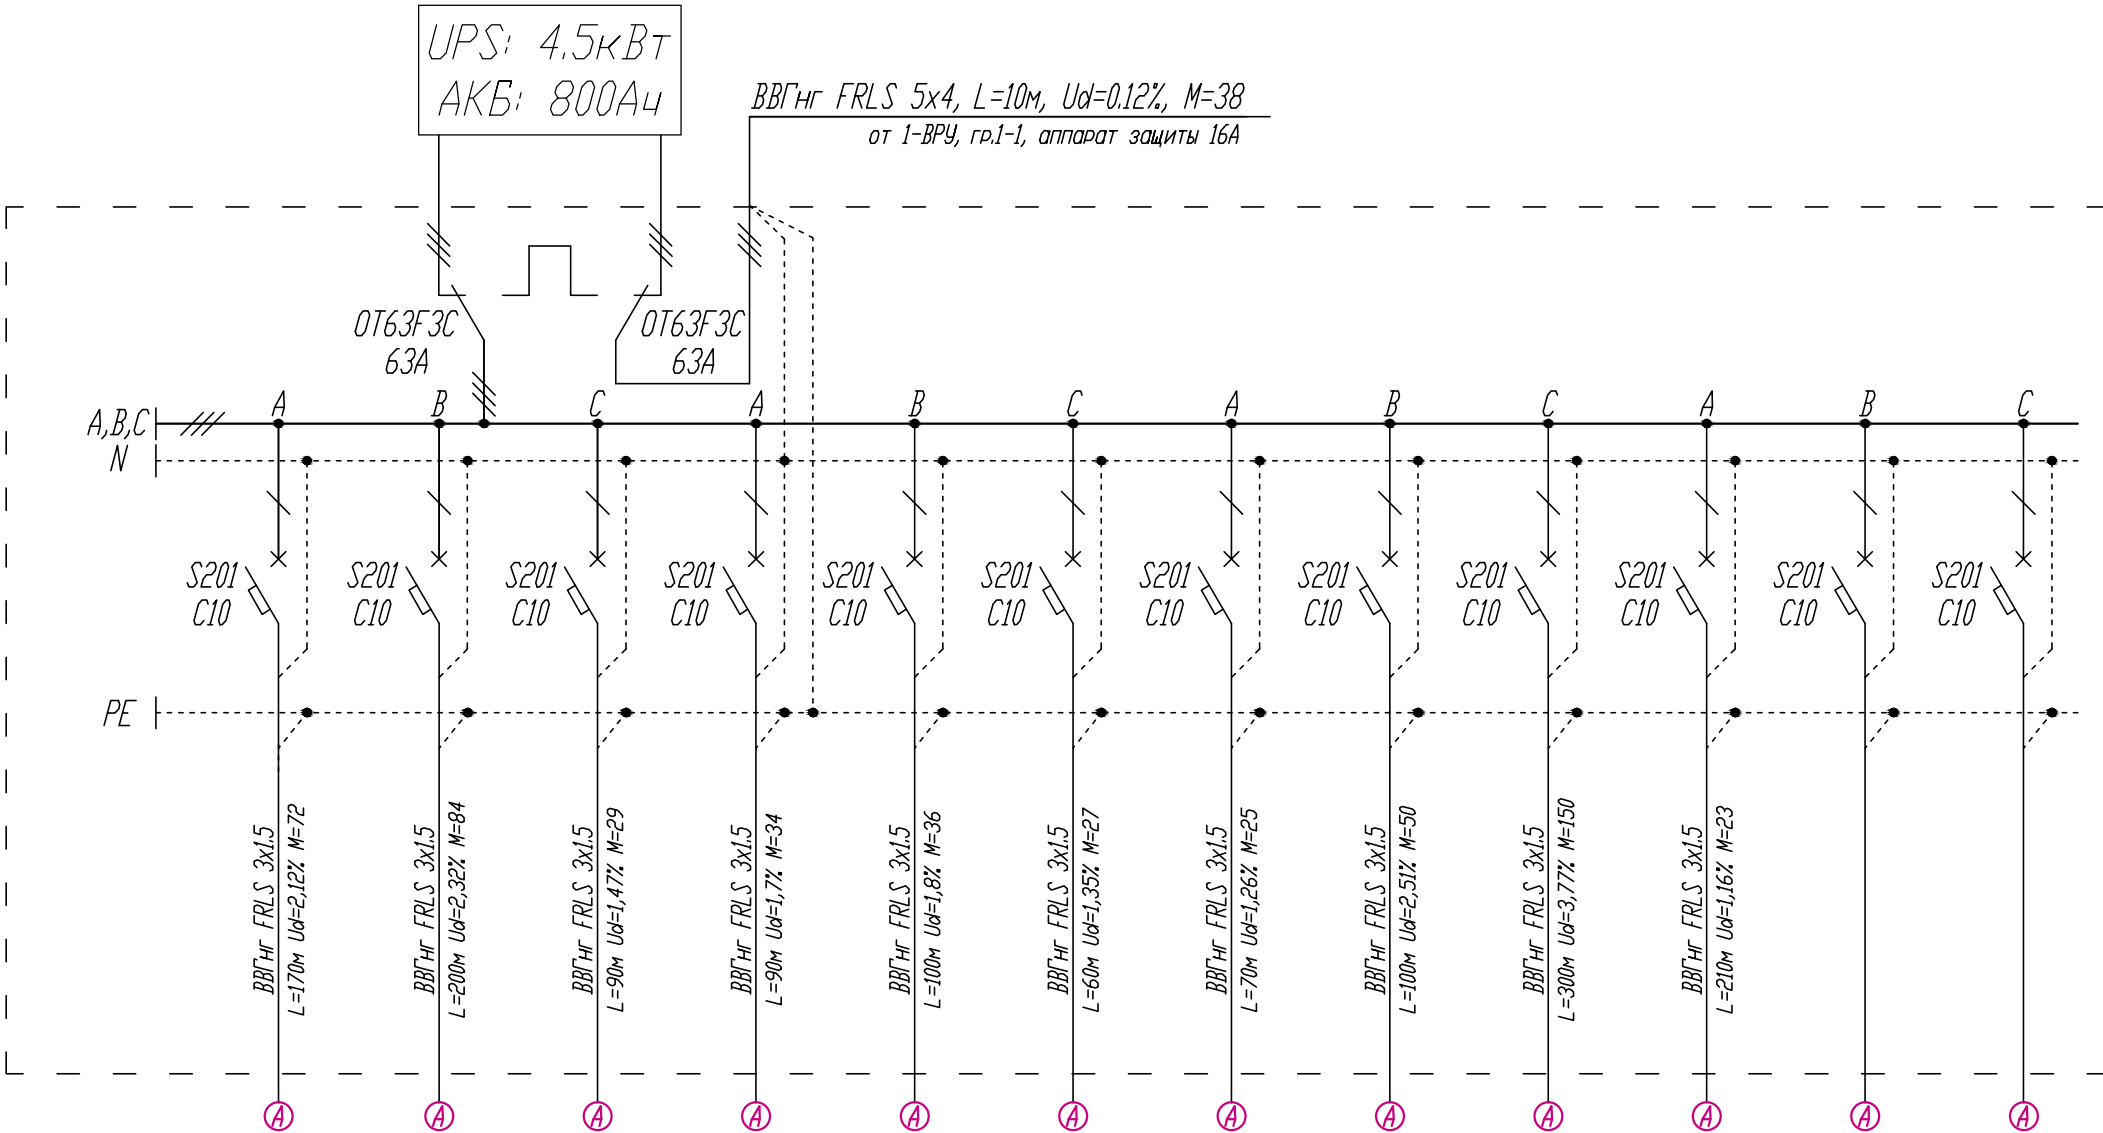 UPS: 4.5кВт
АКБ: 800Ач
ВВГнг FRLS 5x4, L=10м, Ud=0.12%, M=38
от 1-ВРУ, гр.1-1, аппарат защиты 16А
OT63F3C
63А
OT63F3C
63А
A,B,C
A
B
C
A
B
C
A
B
C
A
B
C
N
S201
C10
S201
C10
S201
C10
S201
C10
S201
C10
S201
C10
S201
C10
S201
C10
S201
C10
S201
C10
S201
C10
S201
C10
PE
ВВГнг FRLS 3x1.5
L=170м Ud=2,12% M=72
ВВГнг FRLS 3x1.5
L=200м Ud=2,32% M=84
ВВГнг FRLS 3x1.5
L=90м Ud=1,47% M=29
ВВГнг FRLS 3x1.5
L=90м Ud=1,7% M=34
ВВГнг FRLS 3x1.5
L=100м Ud=1,8% M=36
ВВГнг FRLS 3x1.5
L=60м Ud=1,35% M=27
ВВГнг FRLS 3x1.5
L=70м Ud=1,26% M=25
ВВГнг FRLS 3x1.5
L=100м Ud=2,51% M=50
ВВГнг FRLS 3x1.5
L=300м Ud=3,77% M=150
ВВГнг FRLS 3x1.5
L=210м Ud=1,16% M=23
A
A
A
A
A
A
A
A
A
A
A
A